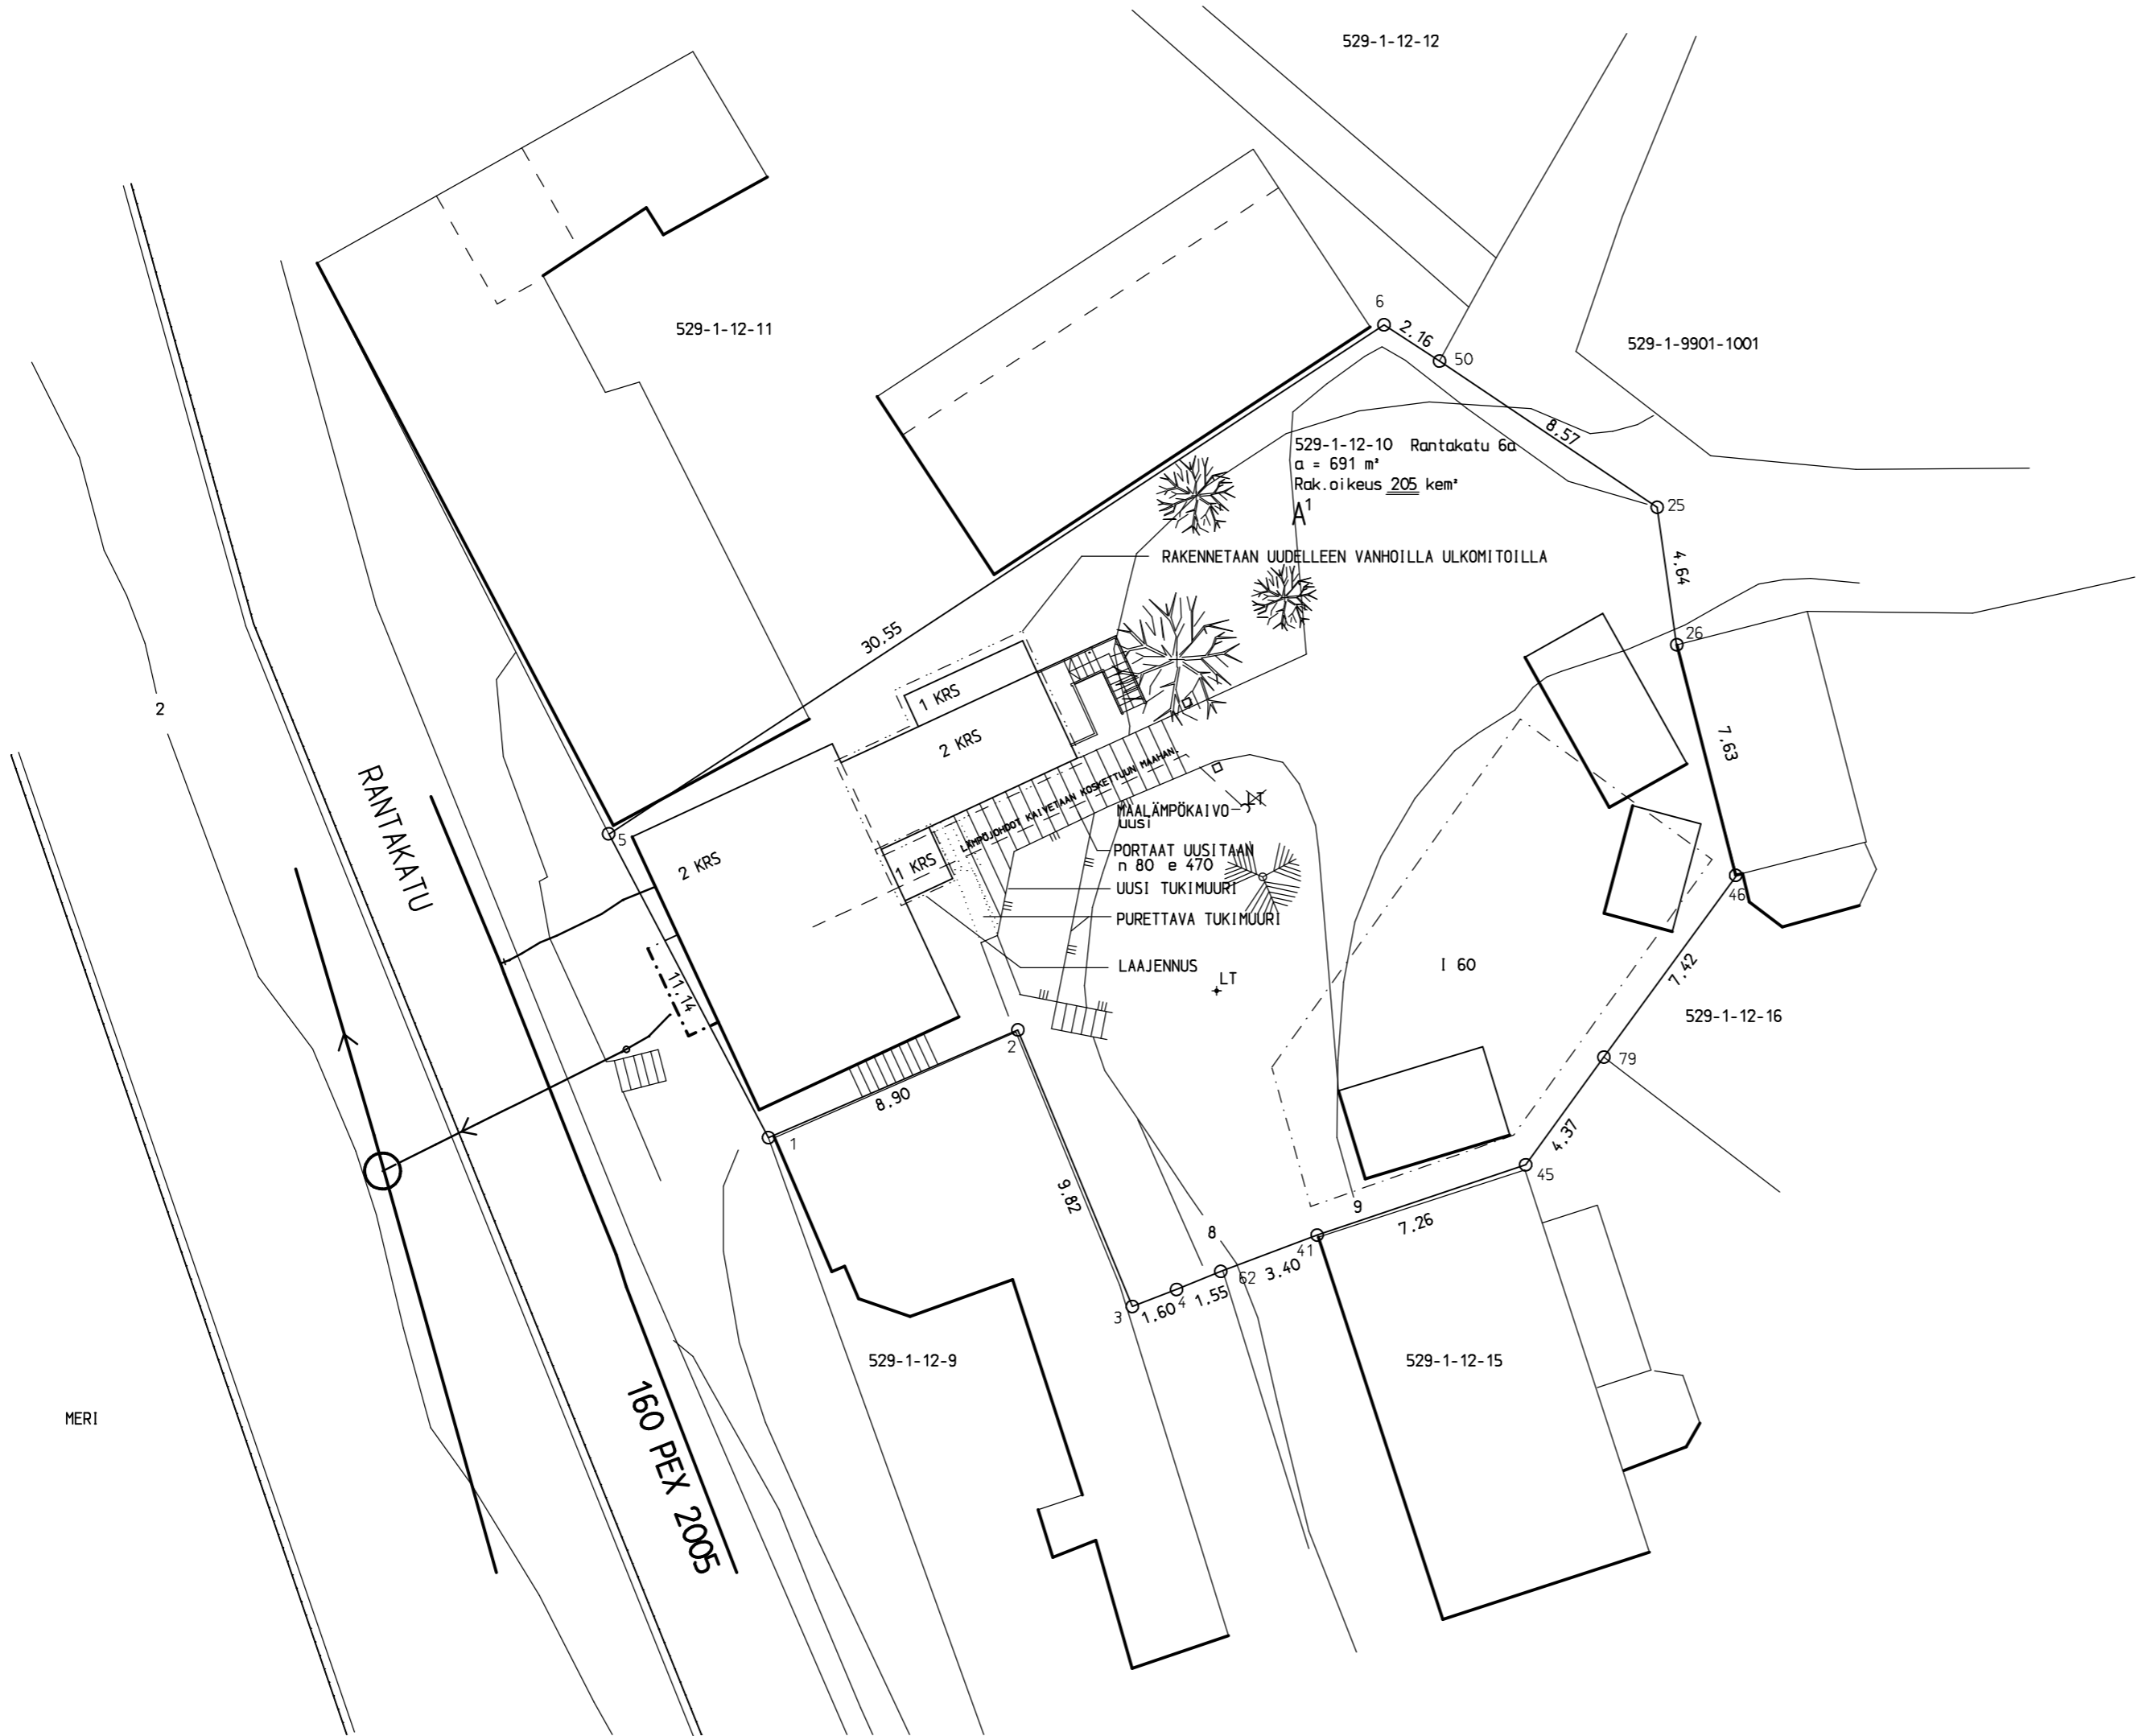 529-1-12-12
529-1-12-11
6
2.16
50
529-1-9901-1001
8.57
529-1-12-10 Rantakatu 6a
a = 691 m²
Rak.oikeus 205 kem²
A¹
25
RAKENNETAAN UUDELLEEN VANHOILLA ULKOMITOILLA
4.64
30.55
26
1 KRS
2
2 KRS
7.63
RANTAKATU
LÄMPÖJOHDOT KAIVETAAN KOSKETTUUN MAAHAN.
LT
MAALÄMPÖKAIVO
uusi
5
PORTAAT UUSITAAN
n 80 e 470
2 KRS
1 KRS
UUSI TUKIMUURI
46
PURETTAVA TUKIMUURI
LAAJENNUS
I 60
7.42
11.14
LT
529-1-12-16
2
79
8.90
1
4.37
45
9.82
9
8
7.26
41
3.40
62
1.55
4
1.60
3
529-1-12-9
529-1-12-15
MERI
160 PEX 2005